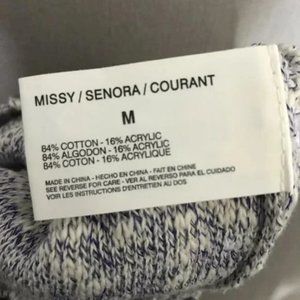 MISSY / SENORA / COURANT
M
84% COTTON - 16% ACRYLIC
84% ALGODON - 16% ACRYLIC
84% COTON - 16% ACRYLIQUE
MADE IN CHINA - HECHO EN CHINA - FAIT EN CHINE
SEE REVERSE FOR CARE - VER AL REVERSO PARA EL CUIDADO
VOIR LES INSTRUCTIONS D'ENTRETIEN AU DOS